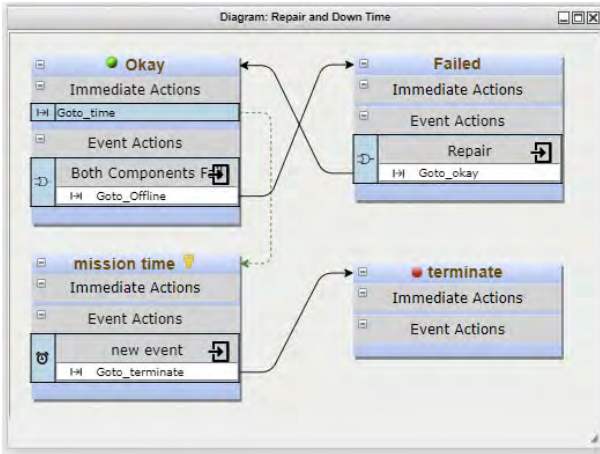 Diagram: Repair and Down Time
Okay
Immediate Actions
Goto_time
Event Actions
Both Components F
Goto_Offline
Failed
Immediate Actions
Event Actions
Repair
Goto_okay
mission time
Immediate Actions
Event Actions
new event
Goto_terminate
terminate
Immediate Actions
Event Actions